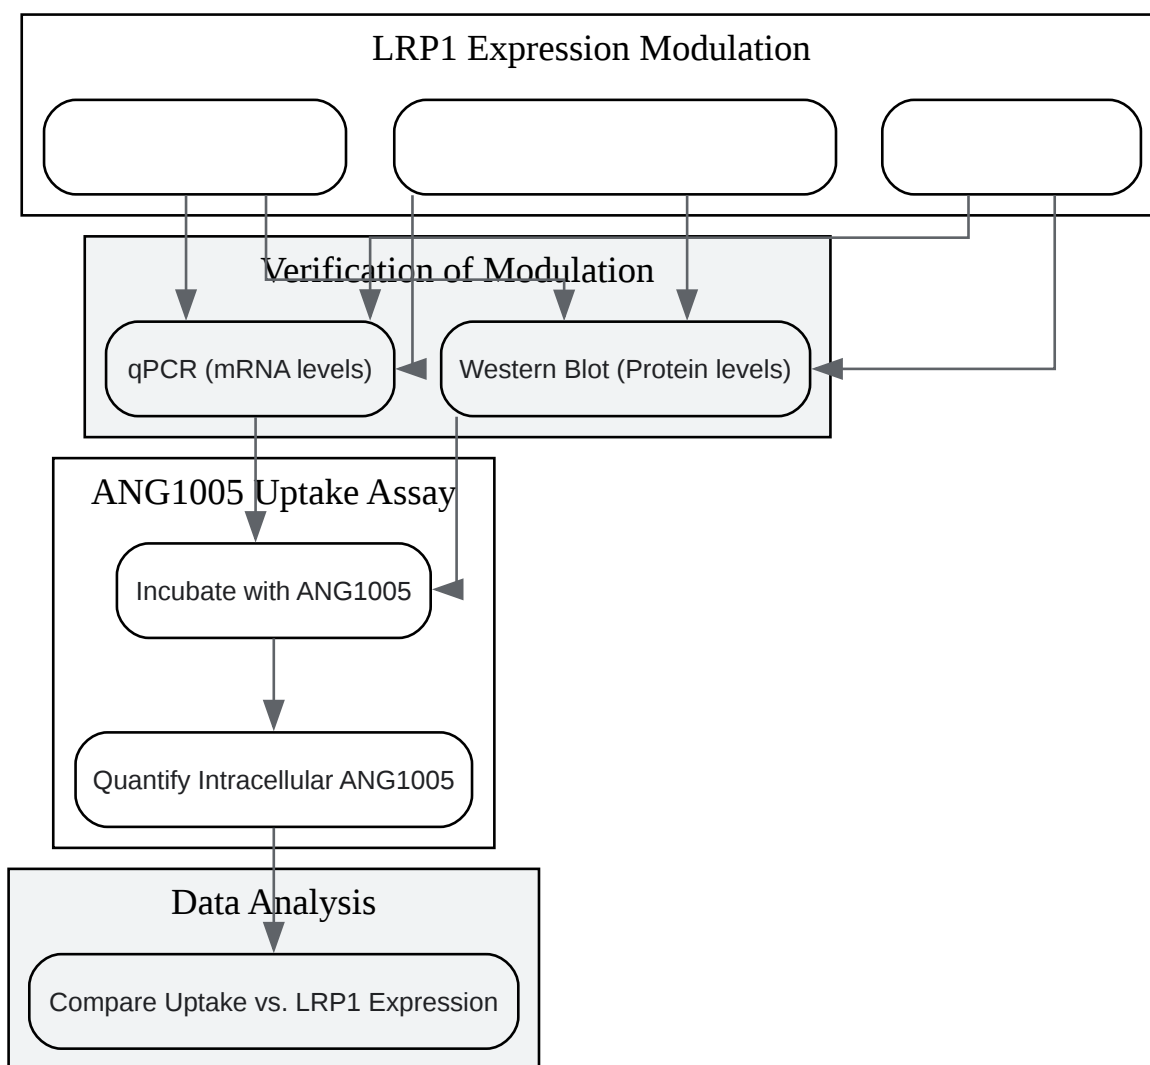 LRP1 Expression Modulation
Verification of Modulation
qPCR (mRNA levels)
Western Blot (Protein levels)
ANG1005 Uptake Assay
Incubate with ANG1005
Quantify Intracellular ANG1005
Data Analysis
Compare Uptake vs. LRP1 Expression